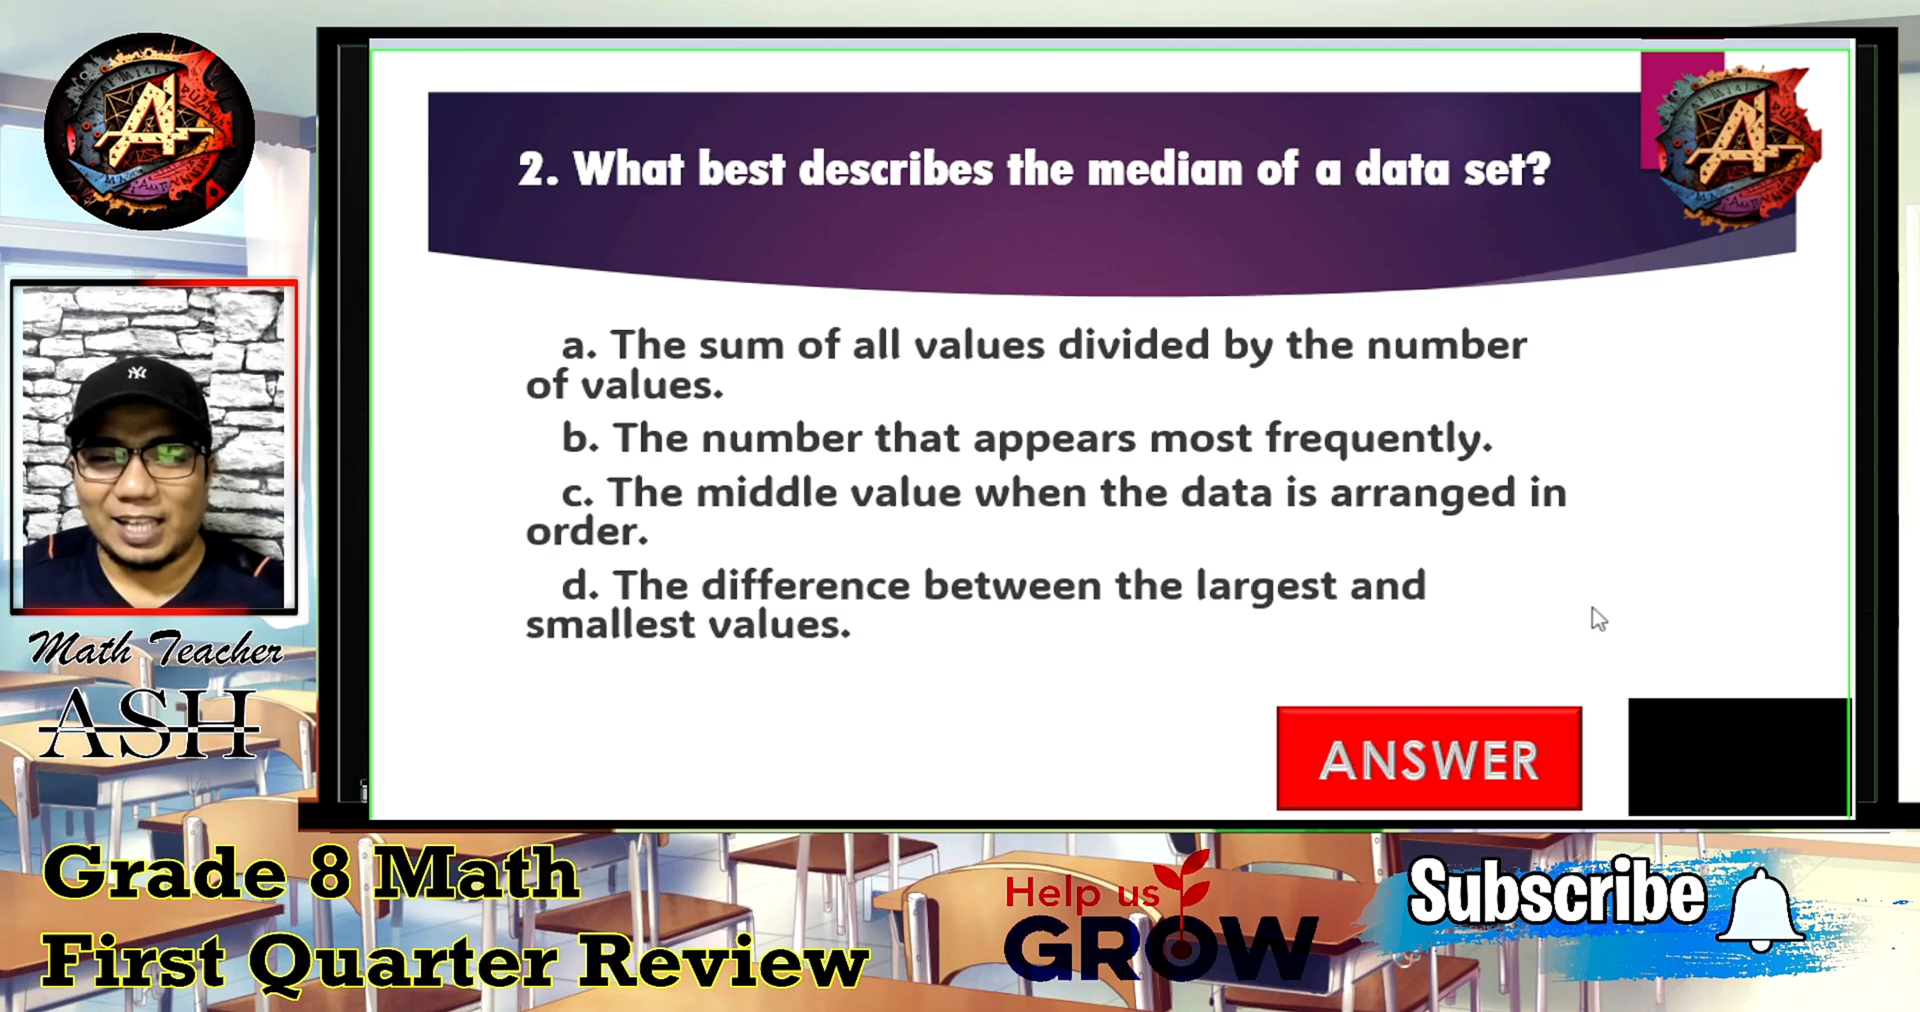 2. What best describes the median of a data set?
a. The sum of all values divided by the number
of values.
b. The number that appears most frequently.
c. The middle value when the data is arranged in
order.
d. The difference between the largest and
smallest values.
ANSWER
Math Teacher
ASH
Grade 8 Math
First Quarter Review
Help us
GROW
Subscribe